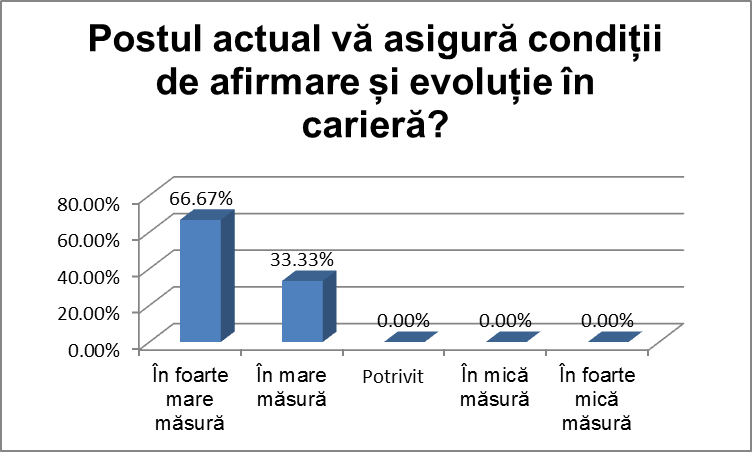 Postul actual vă asigură condiții
de afirmare și evoluție în
carieră?
80.00%
60.00%
40.00%
20.00%
0.00%
66.67%
33.33%
0.00%
0.00%
0.00%
În foarte
mare
măsură
În mare
măsură
Potrivit
În mică
măsură
În foarte
mică
măsură